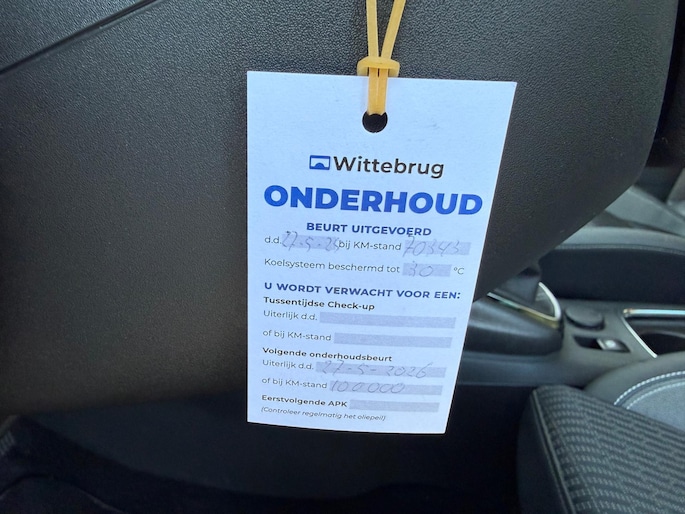 Wittebrug
ONDERHOUD
BEURT UITGEVOERD
d.d. 27-5-24 bij KM-stand 70343
Koelsysteem beschermd tot 30 °C
U WORDT VERWACHT VOOR EEN:
Tussentijdse Check-up
Uiterlijk d.d.
of bij KM-stand
Volgende onderhoudsbeurt
Uiterlijk d.d. 27-5-2026
of bij KM-stand 100.000
Eerstvolgende APK
(Controleer regelmatig het oliepeil)